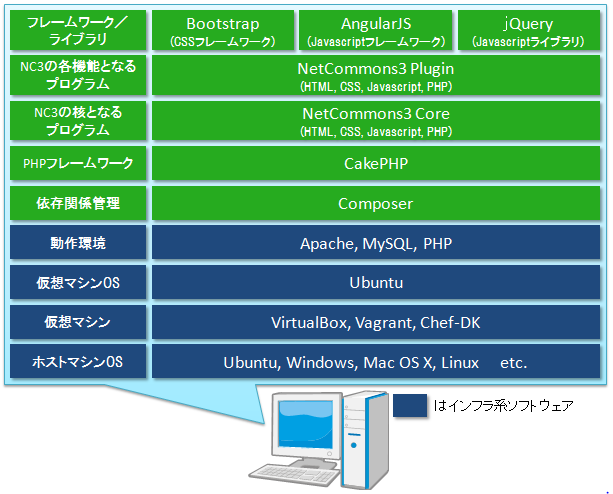 フレームワーク／
ライブラリ
Bootstrap
(CSSフレームワーク)
AngularJS
(Javascriptフレームワーク)
jQuery
(Javascriptライブラリ)
NC3の各機能となる
プログラム
NetCommons3 Plugin
(HTML, CSS, Javascript, PHP)
NC3の核となる
プログラム
NetCommons3 Core
(HTML, CSS, Javascript, PHP)
PHPフレームワーク
CakePHP
依存関係管理
Composer
動作環境
Apache, MySQL, PHP
仮想マシンOS
Ubuntu
仮想マシン
VirtualBox, Vagrant, Chef-DK
ホストマシンOS
Ubuntu, Windows, Mac OS X, Linux etc.
はインフラ系ソフトウェア